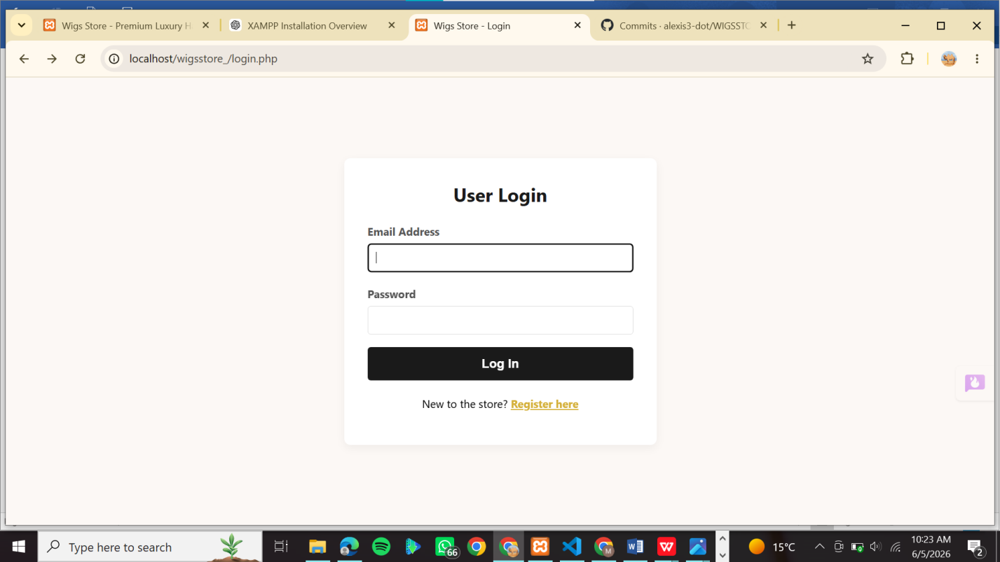 Wigs Store - Premium Luxury H
XAMPP Installation Overview
Wigs Store - Login
Commits · alexis3-dot/WIGSSTO
localhost/wigsstore_/login.php
User Login
Email Address
Password
Log In
New to the store? Register here
Type here to search
66
M
15°C
10:23 AM
6/5/2026
2